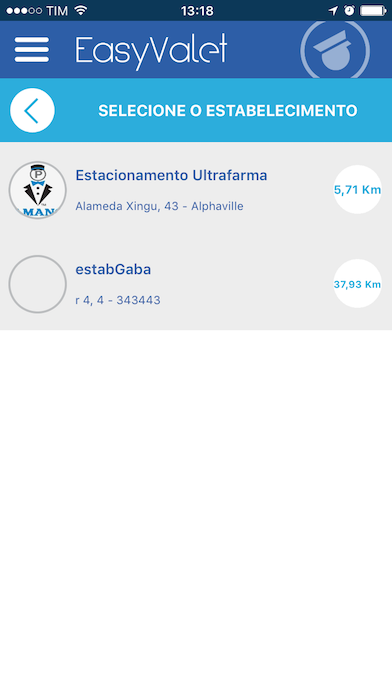 TIM 13:18
EasyValet
SELECIONE O ESTABELECIMENTO
P
MAN
Estacionamento Ultrafarma
5,71 Km
Alameda Xingu, 43 - Alphaville
estabGaba
37,93 Km
r 4, 4 - 343443